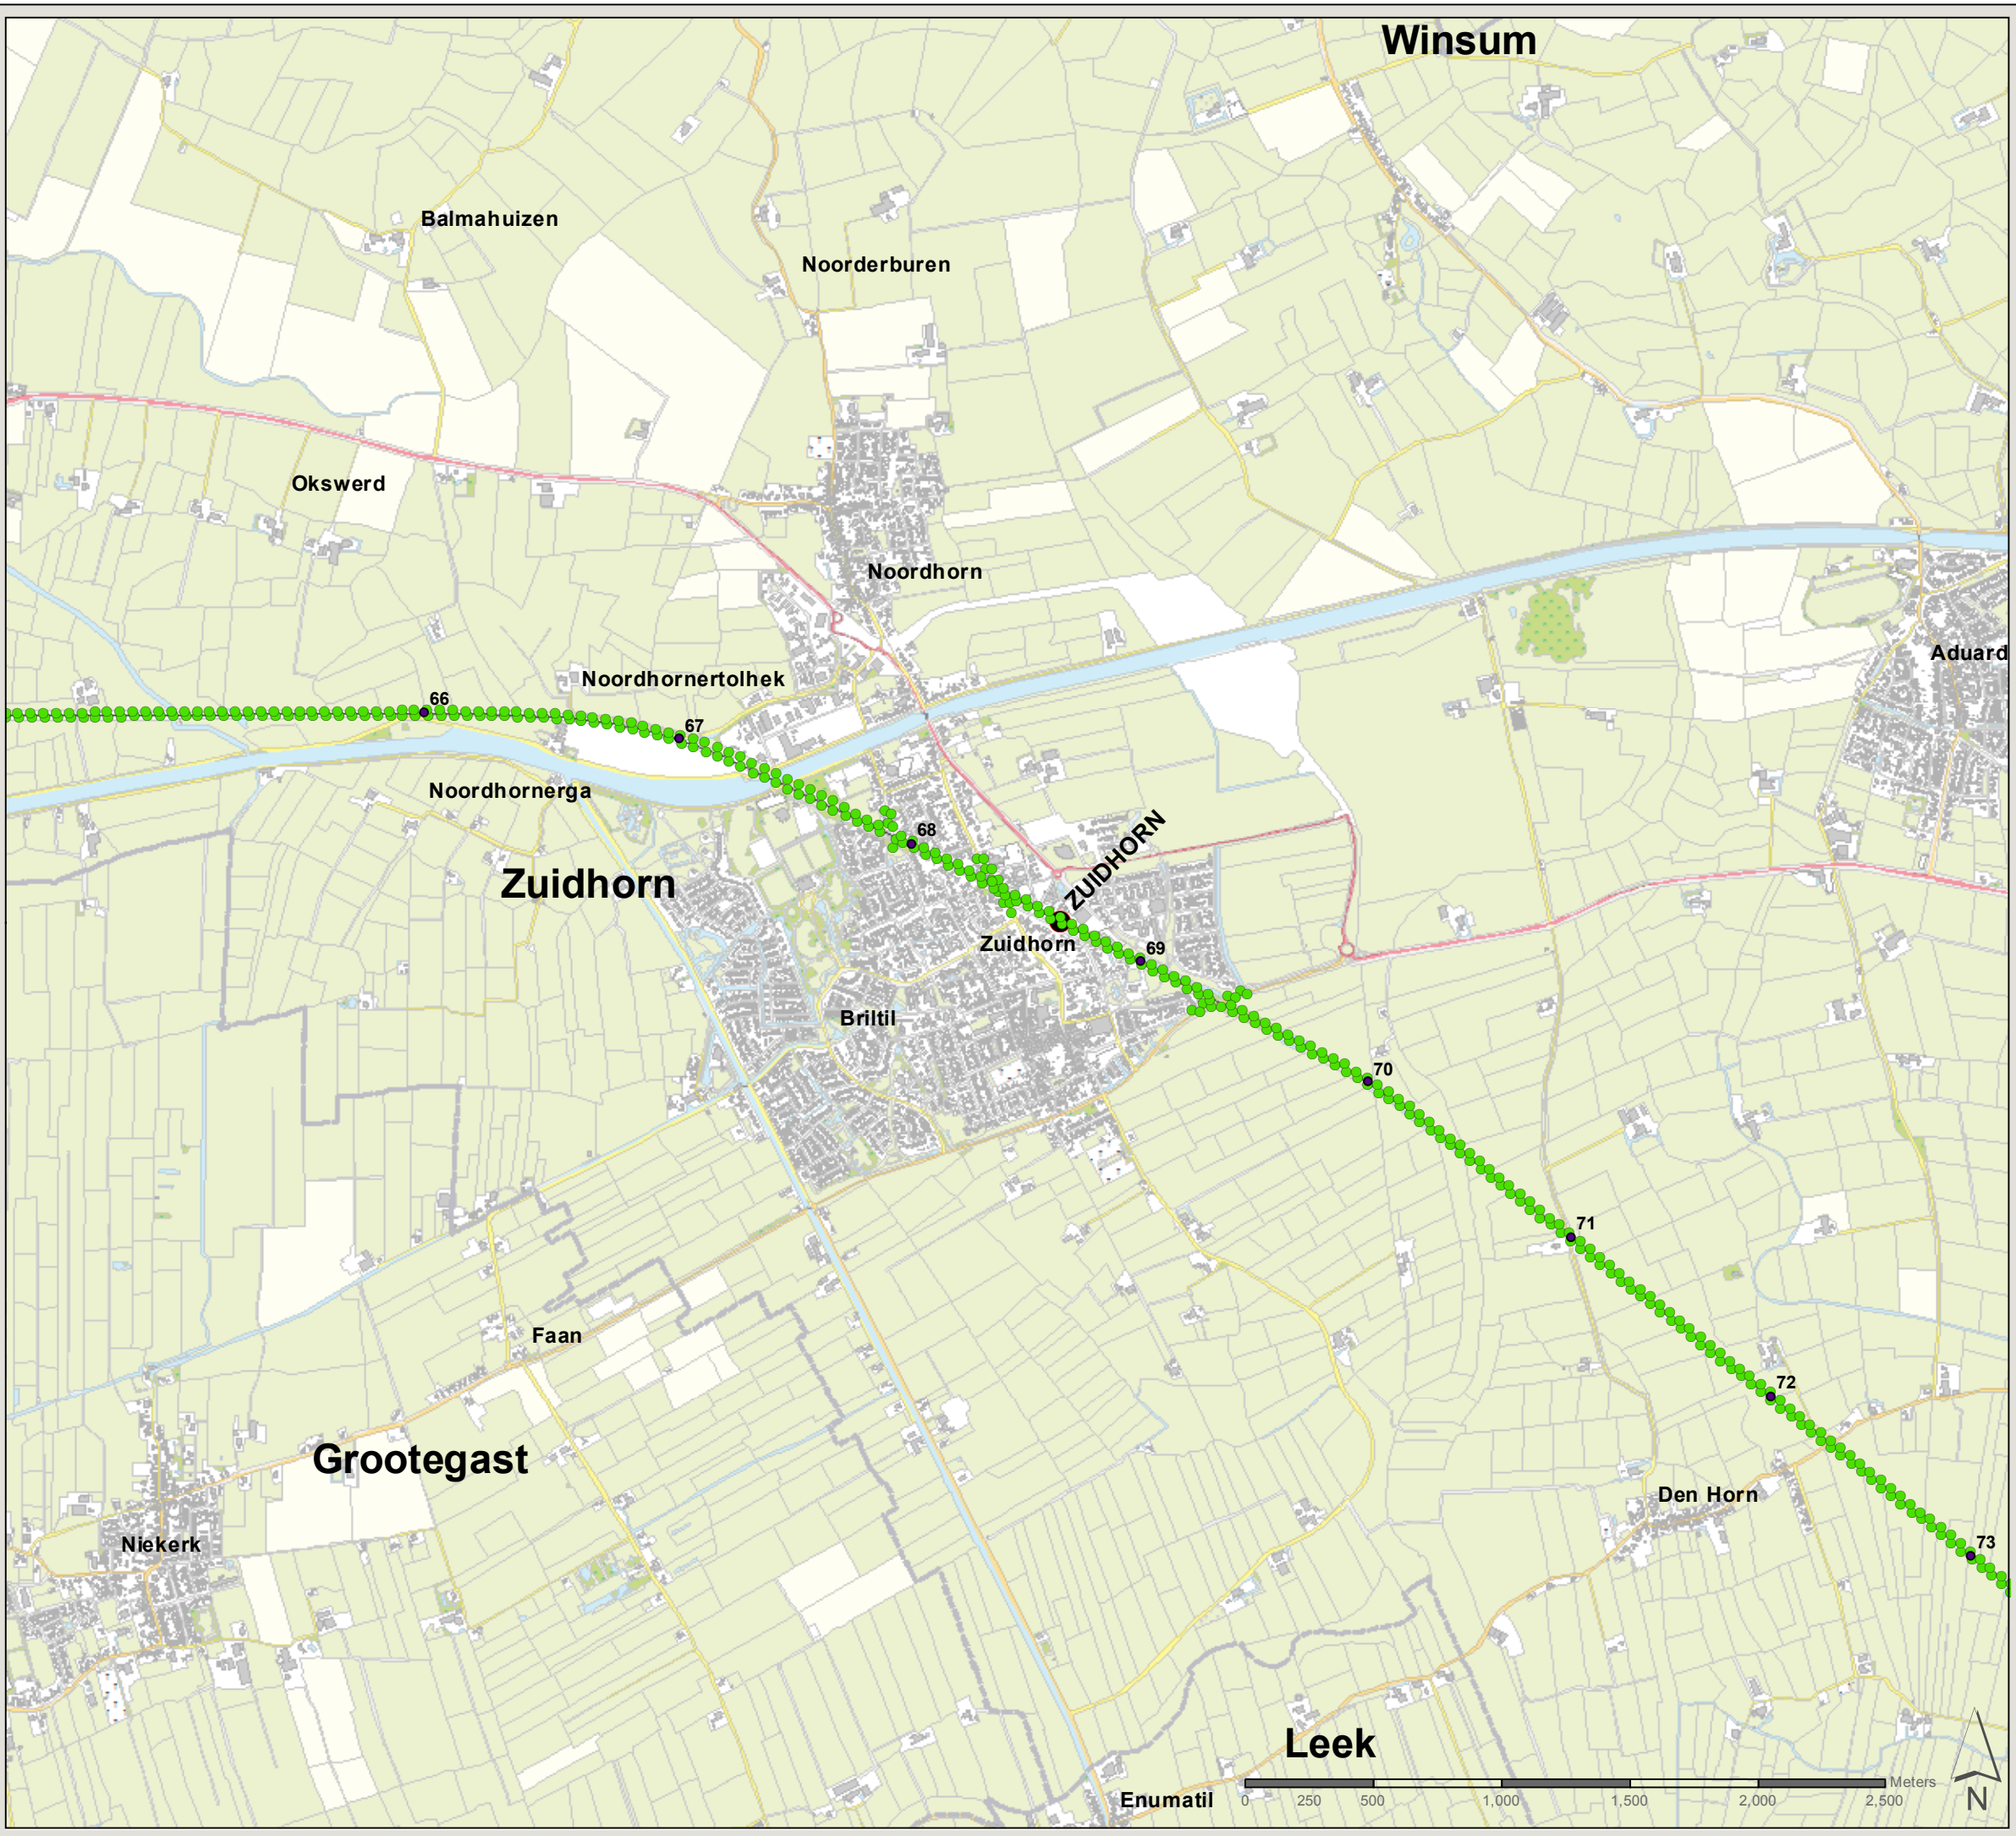 Winsum
Balmahuizen
Noorderburen
Okswerd
Noordhorn
Aduard
Noordhornertolhek
66
67
Noordhornerga
68
ZUIDHORN
Zuidhorn
Zuidhorn
69
Briltil
70
71
Faan
72
Grootegast
Den Horn
Niekerk
73
Leek
Meters
Enumatil
0 250 500 1,000 1,500 2,000 2,500
N